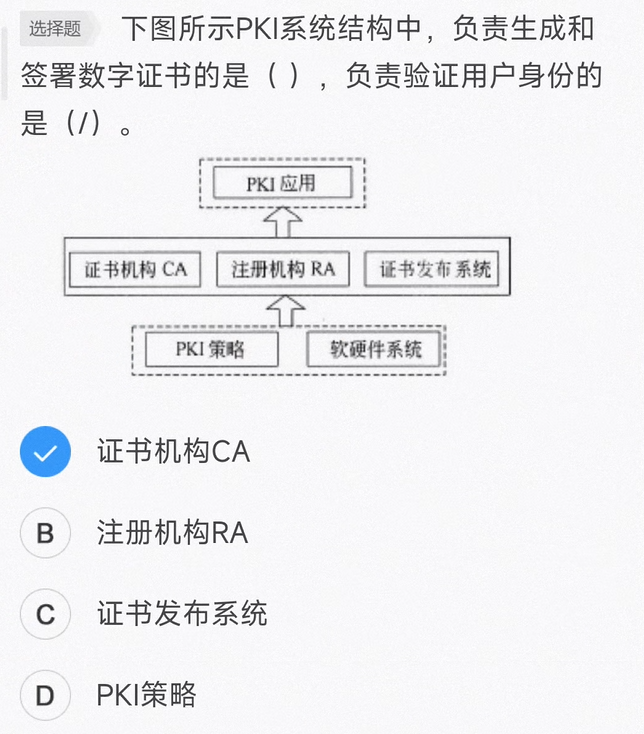 选择题 下图所示PKI系统结构中，负责生成和
签署数字证书的是（ ），负责验证用户身份的
是（/）。
PKI 应用
证书机构 CA 注册机构 RA 证书发布系统
PKI 策略 软硬件系统
证书机构CA
B 注册机构RA
C 证书发布系统
D PKI策略